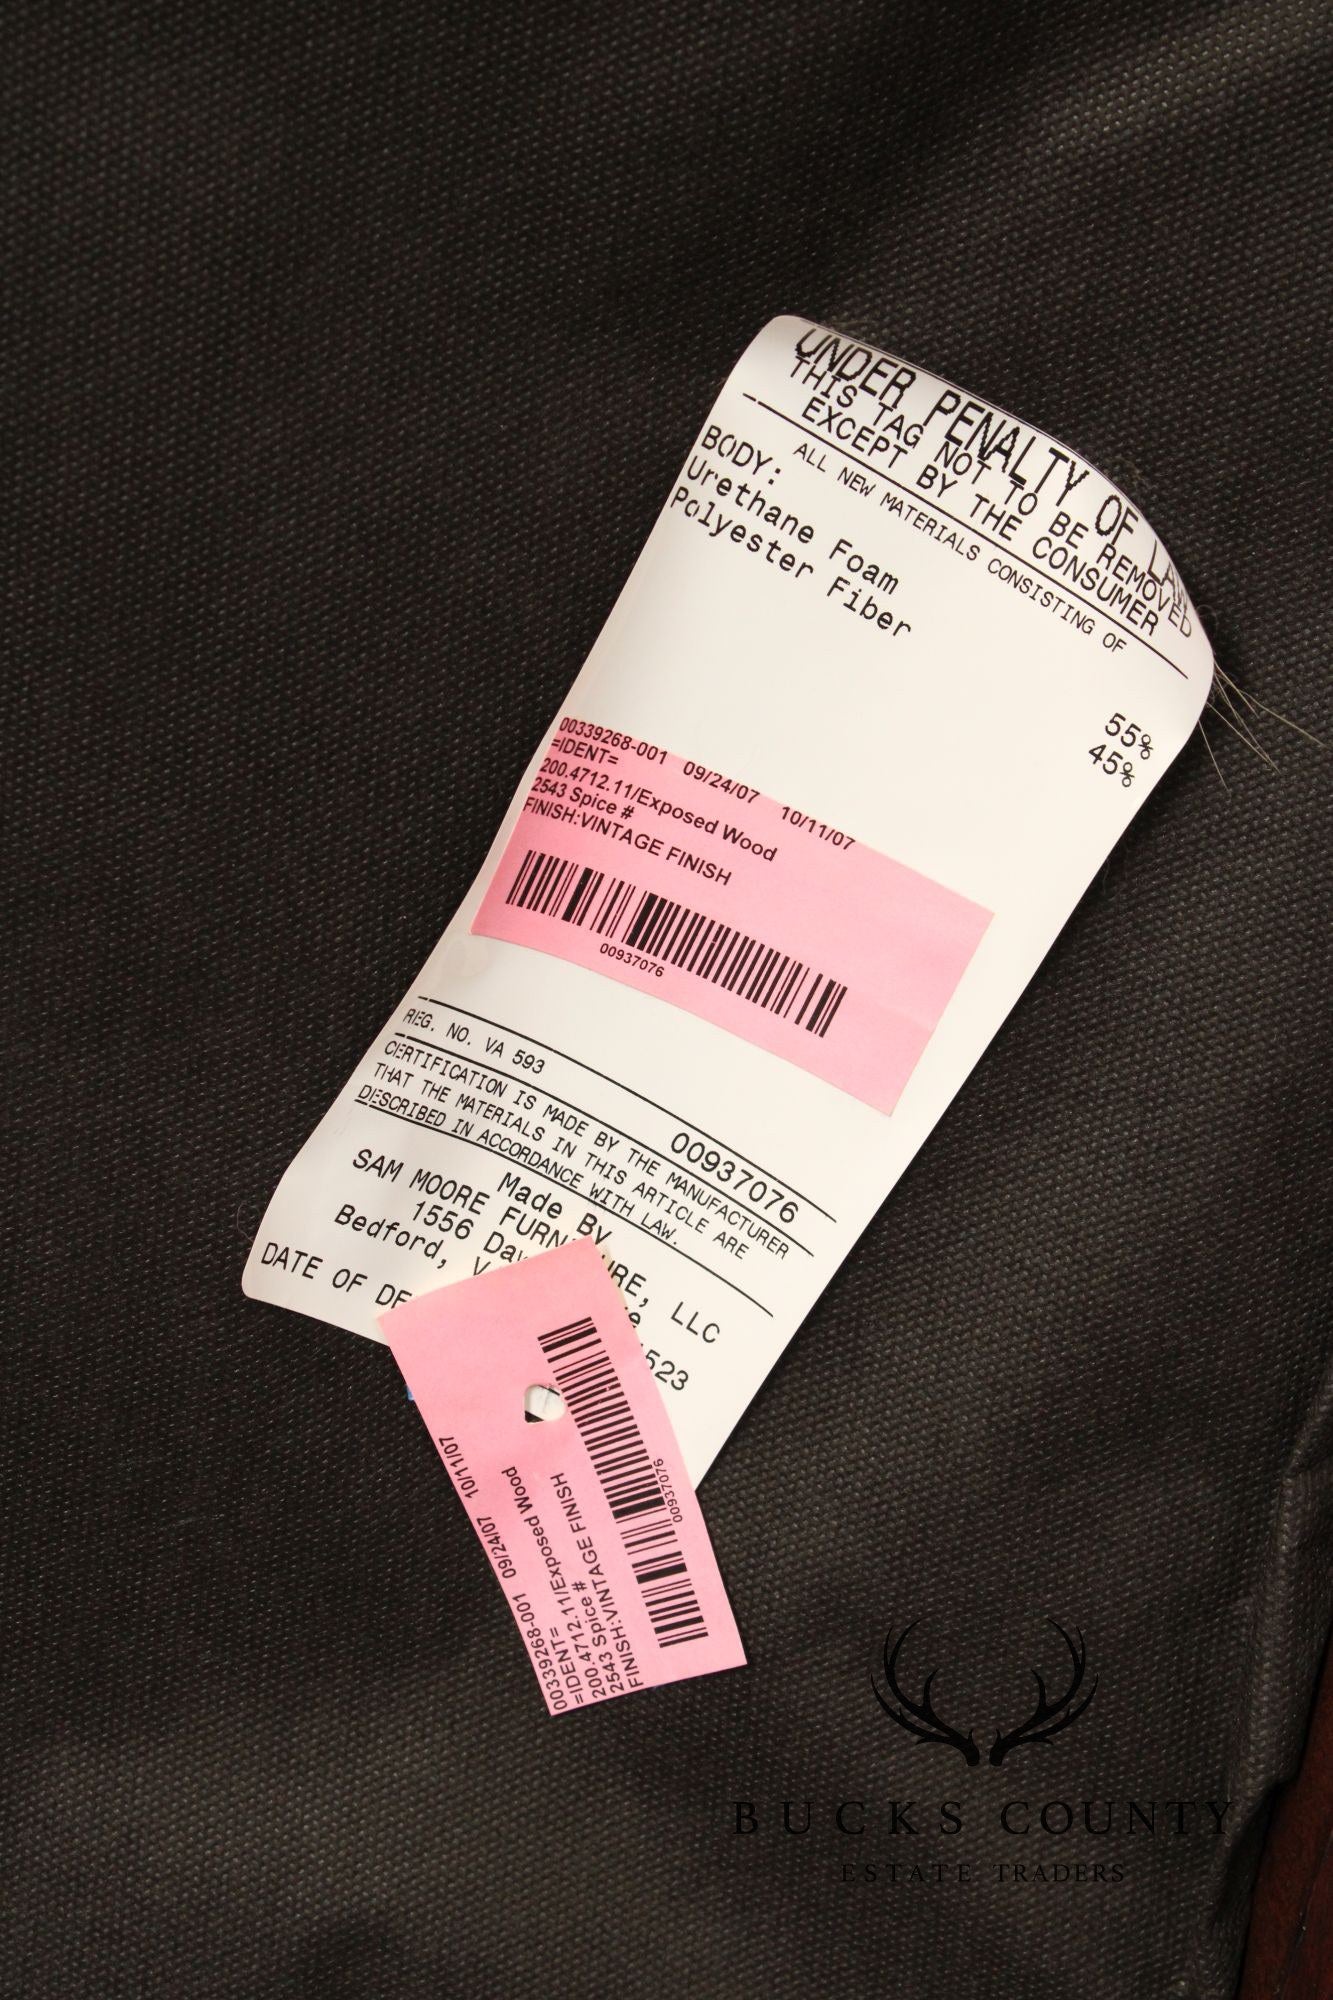 UNDER PENALTY OF LAW
THIS TAG NOT TO BE REMOVED
EXCEPT BY THE CONSUMER
ALL NEW MATERIALS CONSISTING OF
BODY:
Urethane Foam 55%
Polyester Fiber 45%
00339268-001 09/24/07 10/11/07
=IDENT=
200.4712.11/Exposed Wood
2543 Spice #
FINISH:VINTAGE FINISH
00937076
REG. NO. VA 593 00937076
CERTIFICATION IS MADE BY THE MANUFACTURER
THAT THE MATERIALS IN THIS ARTICLE ARE
DESCRIBED IN ACCORDANCE WITH LAW.
Made By
SAM MOORE FURNITURE, LLC
1556
Bedford, 523
DATE OF DE
00339268-001 09/24/07 10/11/07
=IDENT=
200.4712.11/Exposed Wood
2543 Spice #
FINISH:VINTAGE FINISH
00937076
BUCKS COUNTY
ESTATE TRADERS